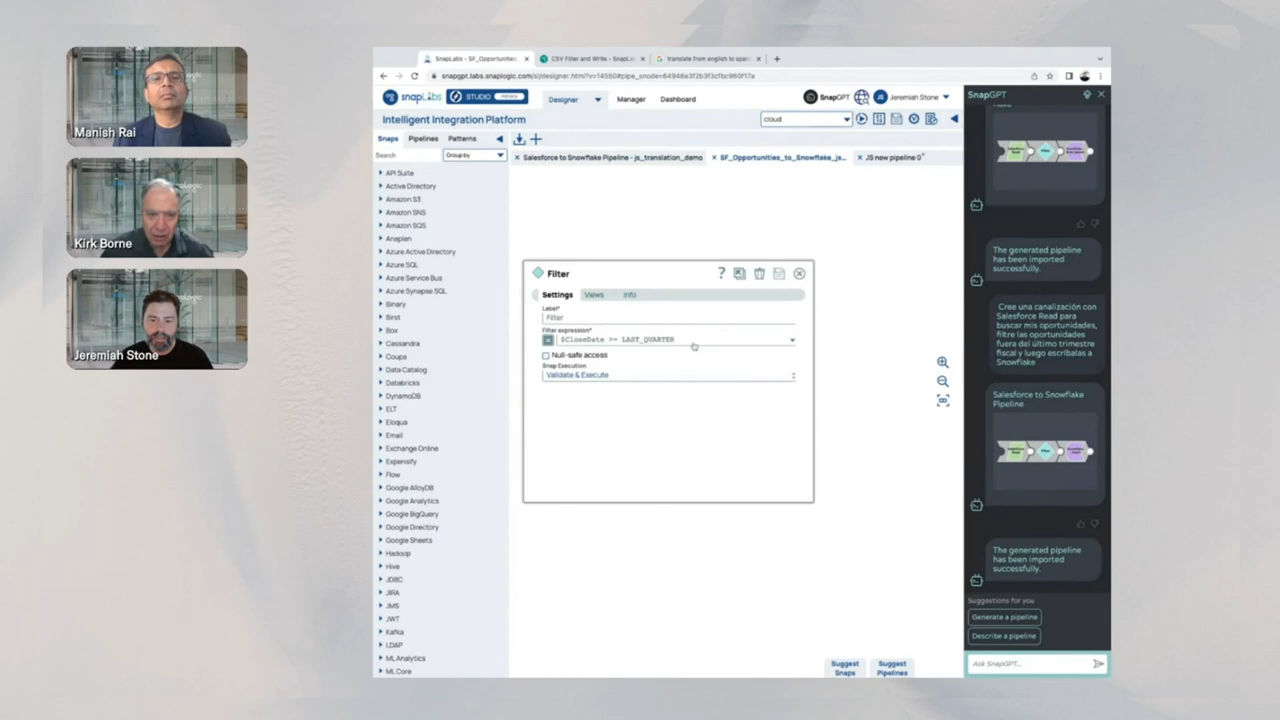 Manish Rai
Kirk Borne
Jeremiah Stone
SnapLabs - SF_Opportunities_
CSV Filter and Write - SnapLa
translate from english to span
snapgpt.labs.snaplogic.com/sl/designer.html?v=14550#pipe_snode=64946e3f2b3f3cfbc960f17a
snapLabs
STUDIO
PREVIEW
Designer
Manager
Dashboard
SnapGPT
JS
Jeremiah Stone
Intelligent Integration Platform
cloud
Snaps
Pipelines
Patterns
Search
Group by
Salesforce to Snowflake Pipeline - js_translation_demo
SF_Opportunities_to_Snowflake_js...
JS new pipeline 0*
API Suite
Active Directory
Amazon S3
Amazon SNS
Amazon SQS
Anaplan
Azure Active Directory
Azure SQL
Azure Service Bus
Azure Synapse SQL
Binary
Birst
Box
Cassandra
Coupa
Data Catalog
Databricks
DynamoDB
ELT
Eloqua
Email
Exchange Online
Expensify
Flow
Google AlloyDB
Google Analytics
Google BigQuery
Google Directory
Google Sheets
Hadoop
Hive
JDBC
JIRA
JMS
JWT
Kafka
LDAP
ML Analytics
ML Core
Filter
?
Settings
Views
Info
Label*
Filter
Filter expression*
$CloseDate >= LAST_QUARTER
Null-safe access
Snap Execution
Validate & Execute
Suggest
Snaps
Suggest
Pipelines
SnapGPT
The generated pipeline
has been imported
successfully.
Cree una canalización con
Salesforce Read para
buscar mis oportunidades,
filtre las oportunidades
fuera del último trimestre
fiscal y luego escríbalas a
Snowflake
Salesforce to Snowflake
Pipeline
The generated pipeline
has been imported
successfully.
Suggestions for you
Generate a pipeline
Describe a pipeline
Ask SnapGPT...